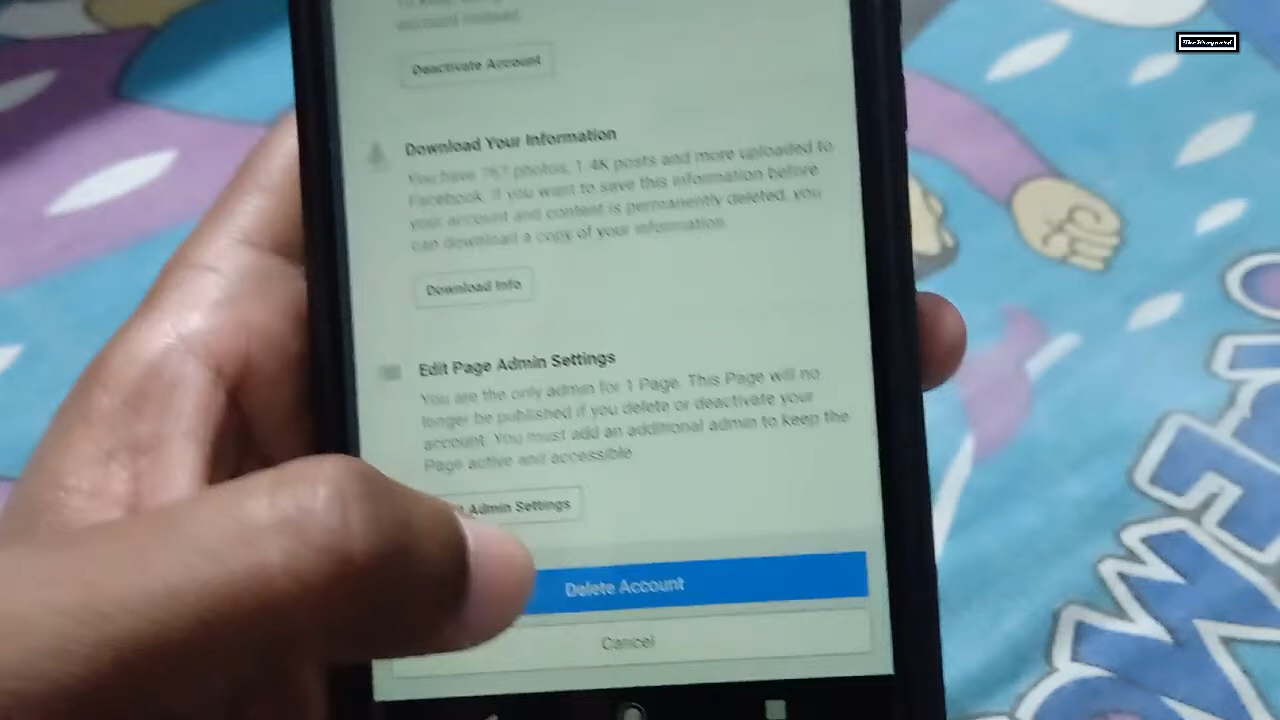 account instead.
Deactivate Account
Download Your Information
You have 767 photos, 1.4K posts and more uploaded to
Facebook. If you want to save this information before
your account and content is permanently deleted, you
can download a copy of your information.
Download Info
Edit Page Admin Settings
You are the only admin for 1 Page. This Page will no
longer be published if you delete or deactivate your
account. You must add an additional admin to keep the
Page active and accessible.
Admin Settings
Delete Account
Cancel